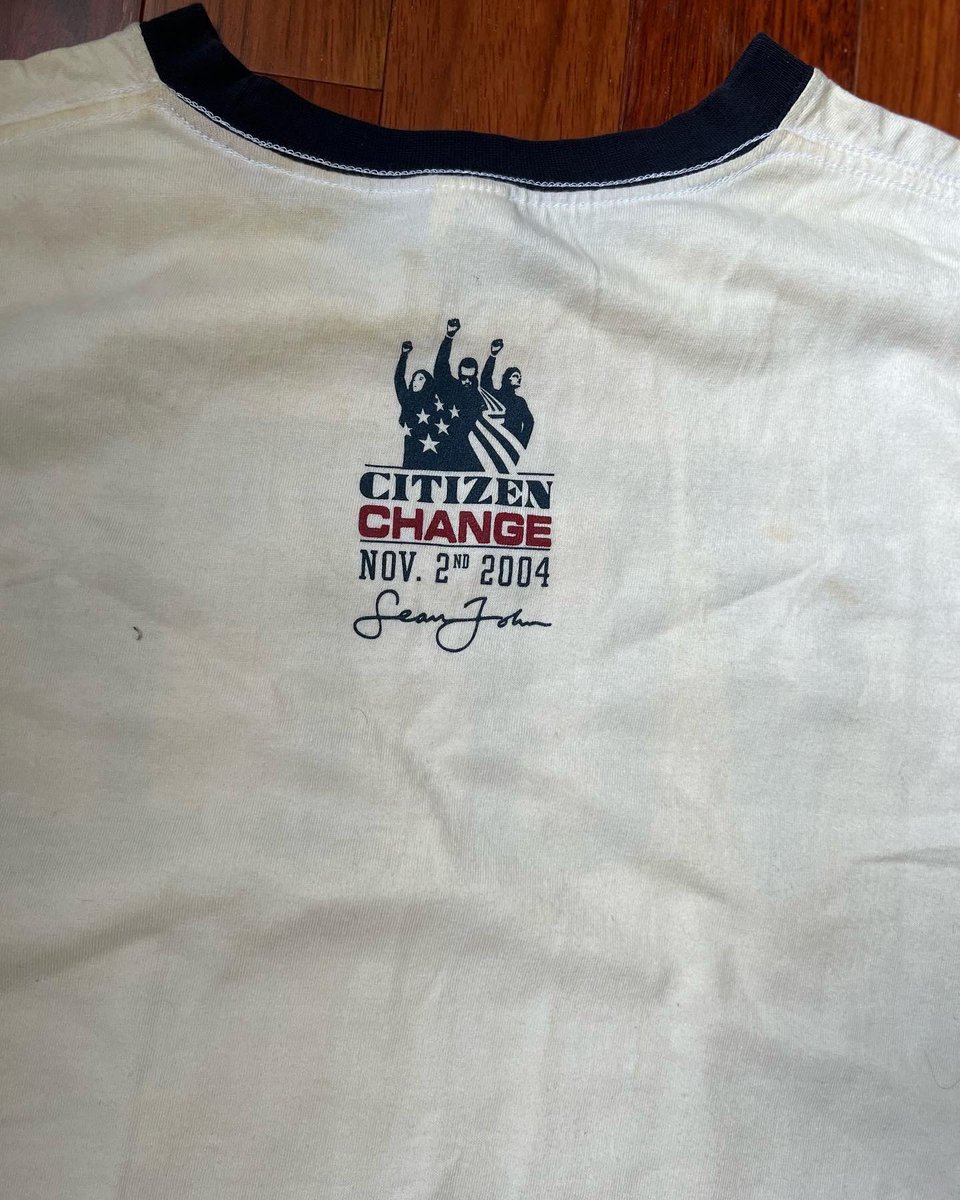 CITIZEN
CHANGE
NOV. 2ND 2004
Sean John